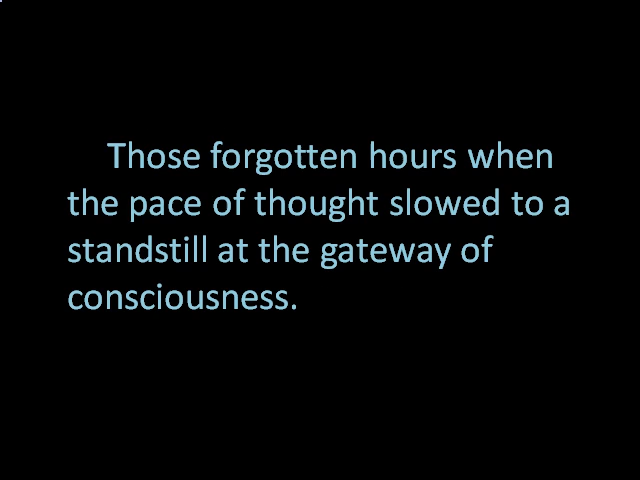 Those forgotten hours when
the pace of thought slowed to a
standstill at the gateway of
consciousness.